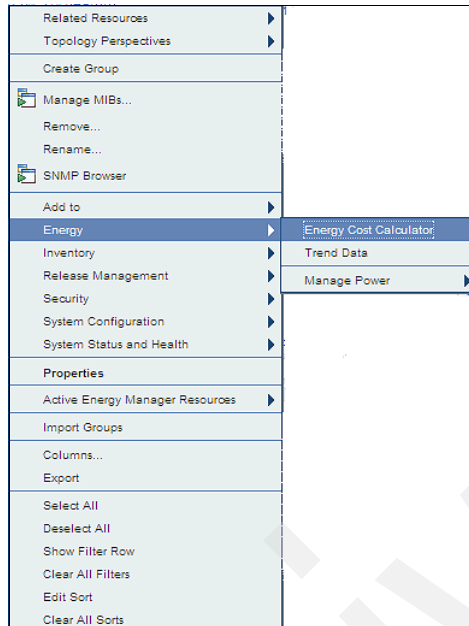 Related Resources
Topology Perspectives
Create Group
Manage MIBs...
Remove...
Rename...
SNMP Browser
Add to
Energy
Energy Cost Calculator
Inventory
Trend Data
Release Management
Manage Power
Security
System Configuration
System Status and Health
Properties
Active Energy Manager Resources
Import Groups
Columns...
Export
Select All
Deselect All
Show Filter Row
Clear All Filters
Edit Sort
Clear All Sorts